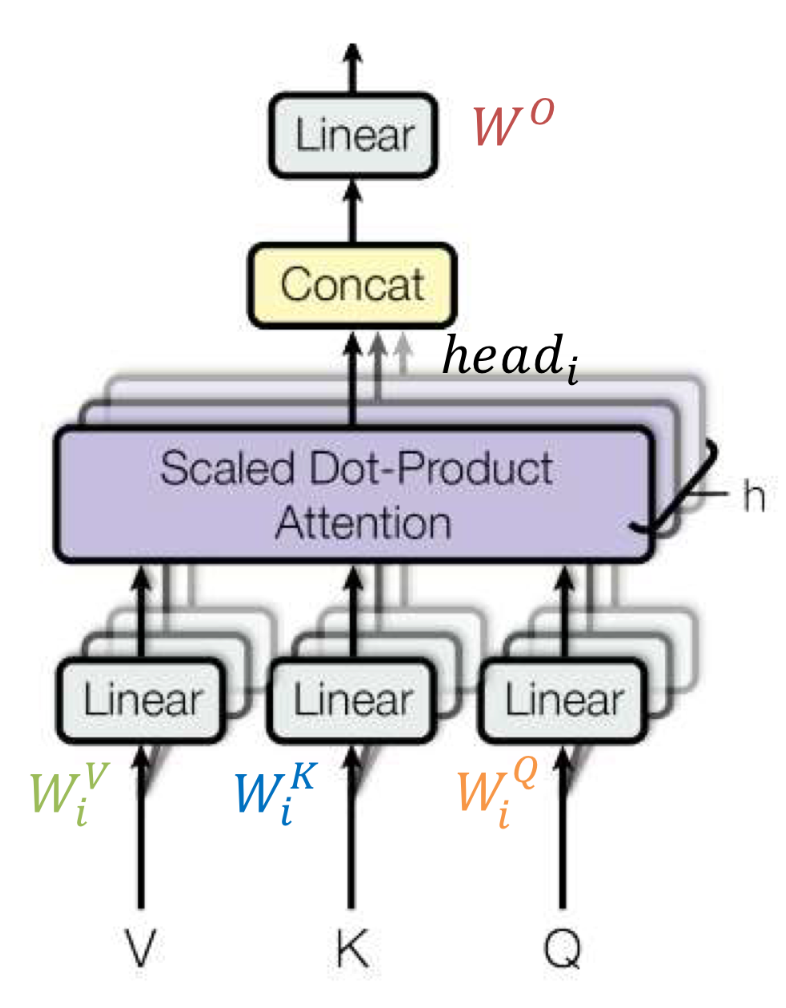 Linear W^O
Concat
head_i
Scaled Dot-Product
Attention
h
Linear Linear Linear
W_i^V W_i^K W_i^Q
V K Q